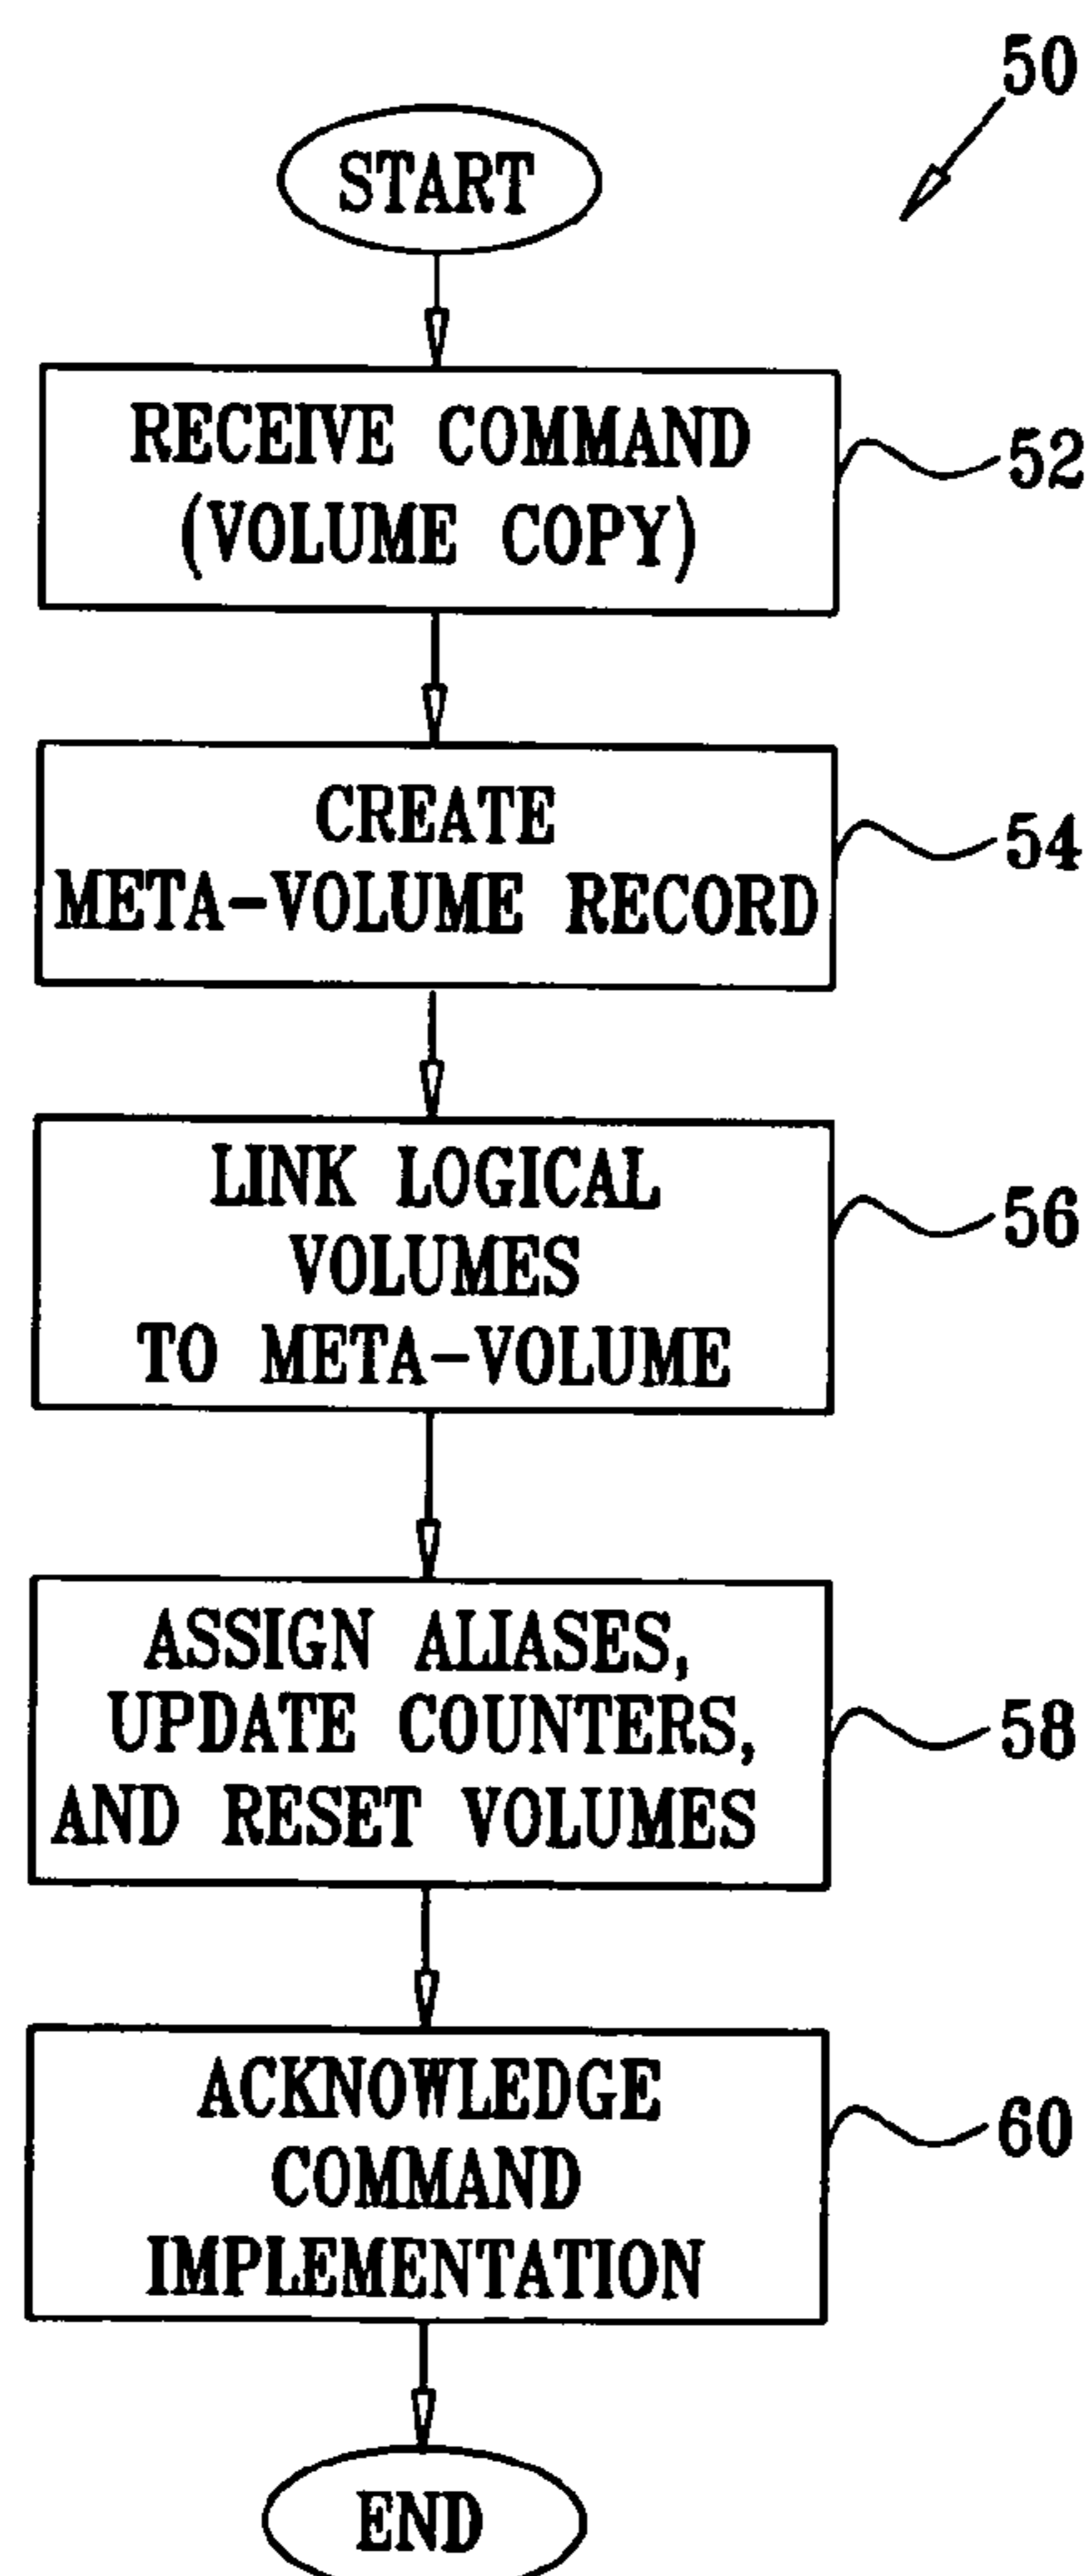 50
START
RECEIVE COMMAND
(VOLUME COPY)
52
CREATE
META-VOLUME RECORD
54
LINK LOGICAL
VOLUMES
TO META-VOLUME
56
ASSIGN ALIASES,
UPDATE COUNTERS,
AND RESET VOLUMES
58
ACKNOWLEDGE
COMMAND
IMPLEMENTATION
60
END